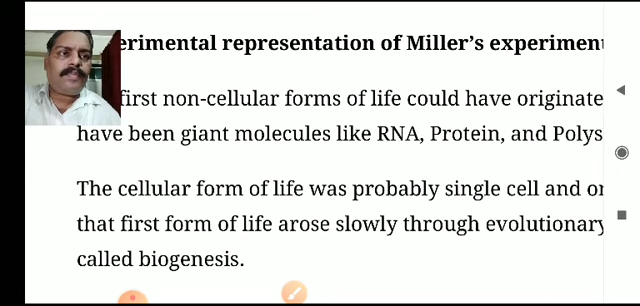 erimental representation of Miller's experiment
first non-cellular forms of life could have originate
have been giant molecules like RNA, Protein, and Polys
The cellular form of life was probably single cell and or
that first form of life arose slowly through evolutionary
called biogenesis.